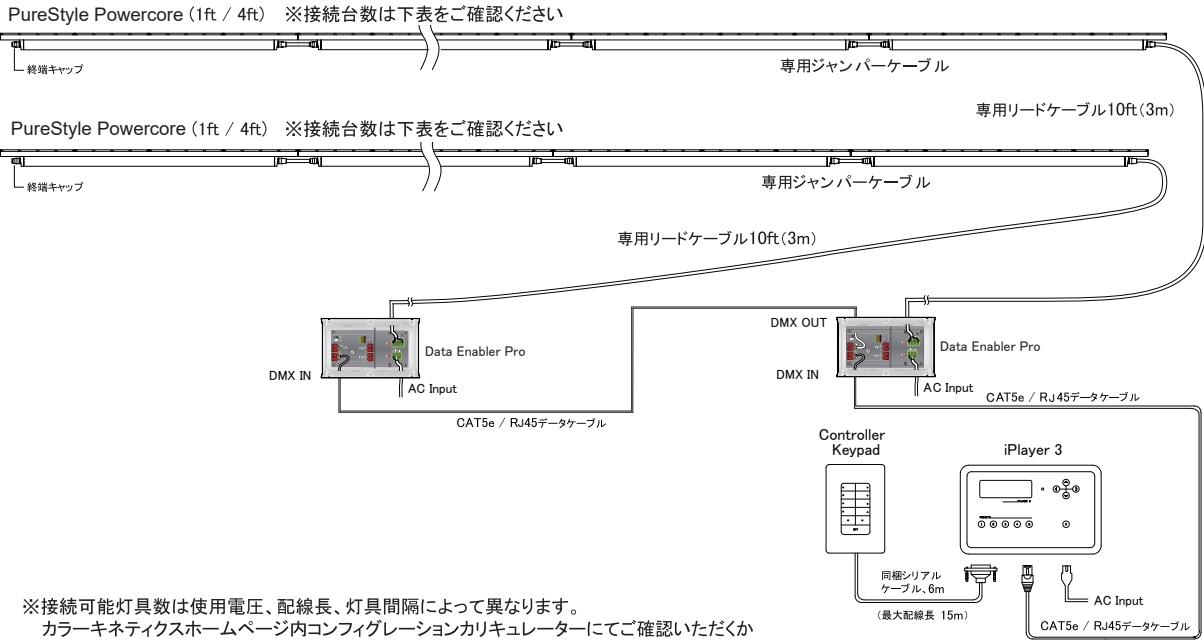 PureStyle Powercore (1ft / 4ft) ※接続台数は下表をご確認ください
終端キャップ
専用ジャンパーケーブル
専用リードケーブル10ft(3m)
PureStyle Powercore (1ft / 4ft) ※接続台数は下表をご確認ください
終端キャップ
専用ジャンパーケーブル
専用リードケーブル10ft(3m)
DMX OUT
Data Enabler Pro
Data Enabler Pro
DMX IN
DMX IN
AC Input
AC Input
CAT5e / RJ45データケーブル
CAT5e / RJ45データケーブル
Controller
Keypad
iPlayer 3
同梱シリアル
ケーブル、6m
(最大配線長 15m)
AC Input
CAT5e / RJ45データケーブル
※接続可能灯具数は使用電圧、配線長、灯具間隔によって異なります。
カラーキネティクスホームページ内コンフィグレーションカリキュレーターにてご確認いただくか